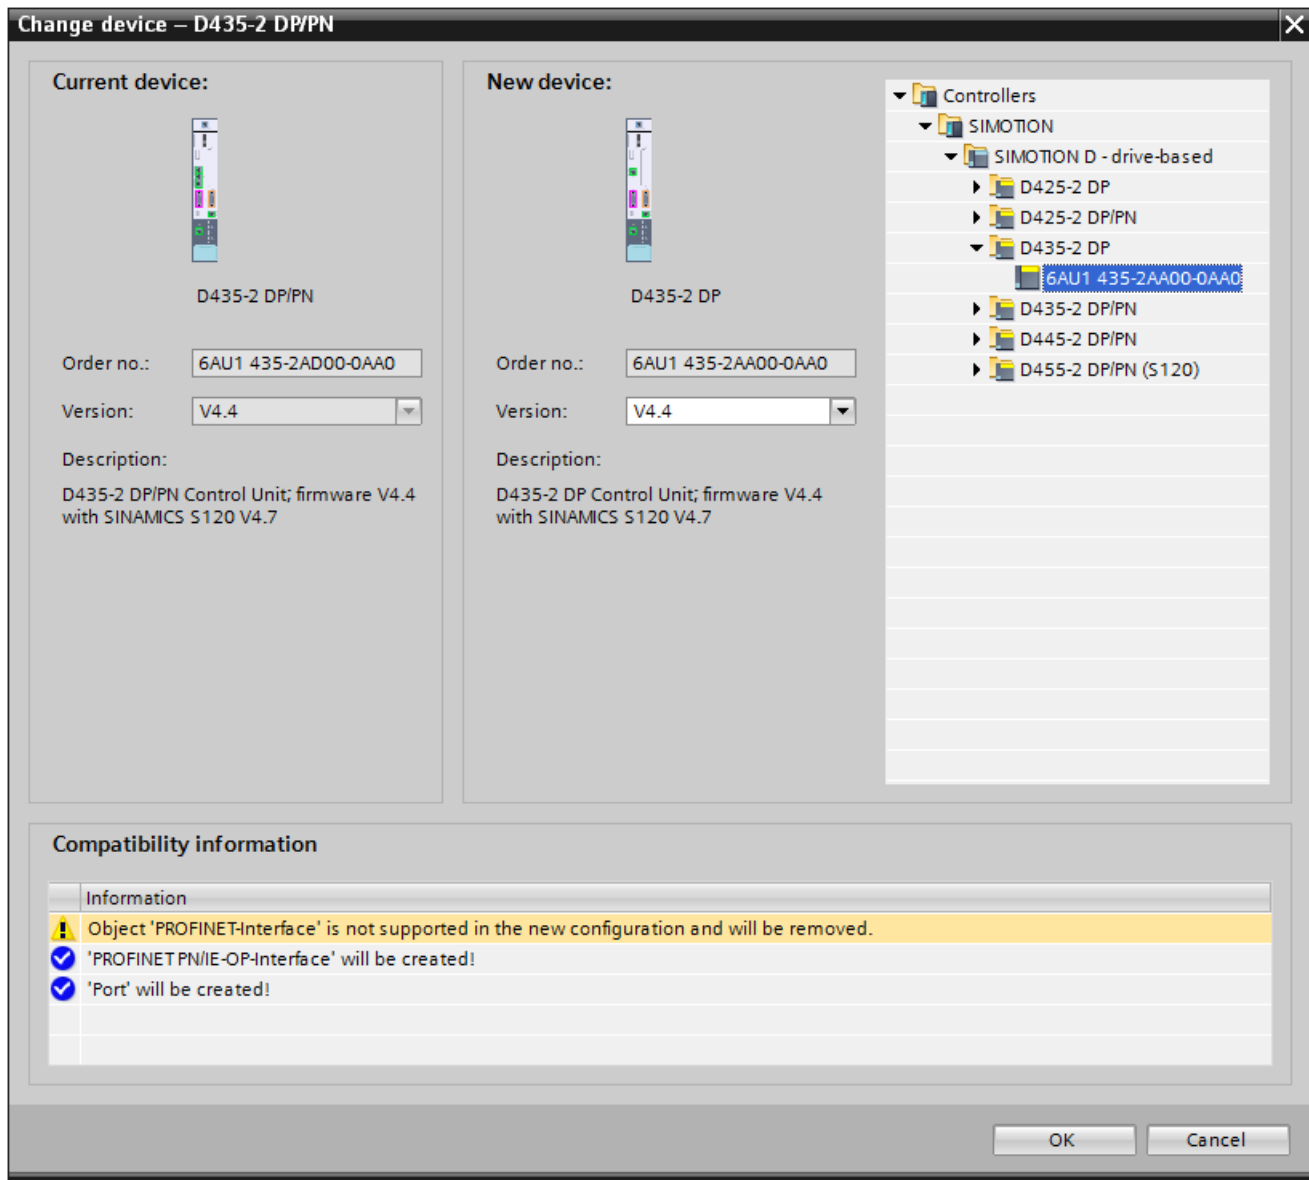 Change device – D435-2 DP/PN
Current device:
D435-2 DP/PN
Order no.: 6AU1 435-2AD00-0AA0
Version: V4.4
Description:
D435-2 DP/PN Control Unit; firmware V4.4
with SINAMICS S120 V4.7
New device:
D435-2 DP
Order no.: 6AU1 435-2AA00-0AA0
Version: V4.4
Description:
D435-2 DP Control Unit; firmware V4.4
with SINAMICS S120 V4.7
Controllers
SIMOTION
SIMOTION D - drive-based
D425-2 DP
D425-2 DP/PN
D435-2 DP
6AU1 435-2AA00-0AA0
D435-2 DP/PN
D445-2 DP/PN
D455-2 DP/PN (S120)
Compatibility information
Information
Object 'PROFINET-Interface' is not supported in the new configuration and will be removed.
'PROFINET PN/IE-OP-Interface' will be created!
'Port' will be created!
OK
Cancel